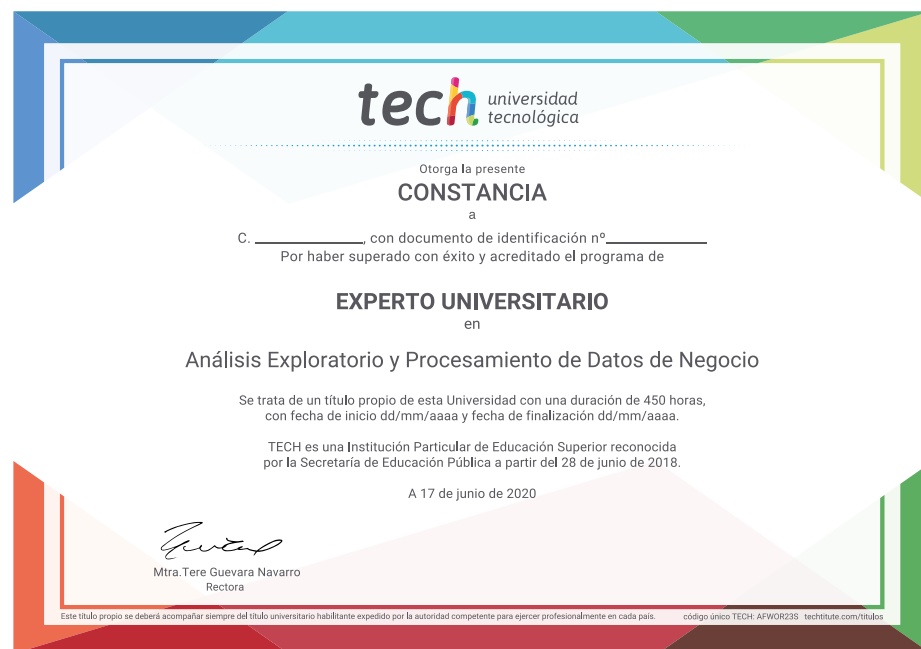 tech universidad
tecnológica
Otorga la presente
CONSTANCIA
a
C. ____________, con documento de identificación nº____________
Por haber superado con éxito y acreditado el programa de
EXPERTO UNIVERSITARIO
en
Análisis Exploratorio y Procesamiento de Datos de Negocio
Se trata de un título propio de esta Universidad con una duración de 450 horas,
con fecha de inicio dd/mm/aaaa y fecha de finalización dd/mm/aaaa.
TECH es una Institución Particular de Educación Superior reconocida
por la Secretaría de Educación Pública a partir del 28 de junio de 2018.
A 17 de junio de 2020
Mtra.Tere Guevara Navarro
Rectora
Este título propio se deberá acompañar siempre del título universitario habilitante expedido por la autoridad competente para ejercer profesionalmente en cada país. código único TECH: AFWOR23S techtitute.com/titulos